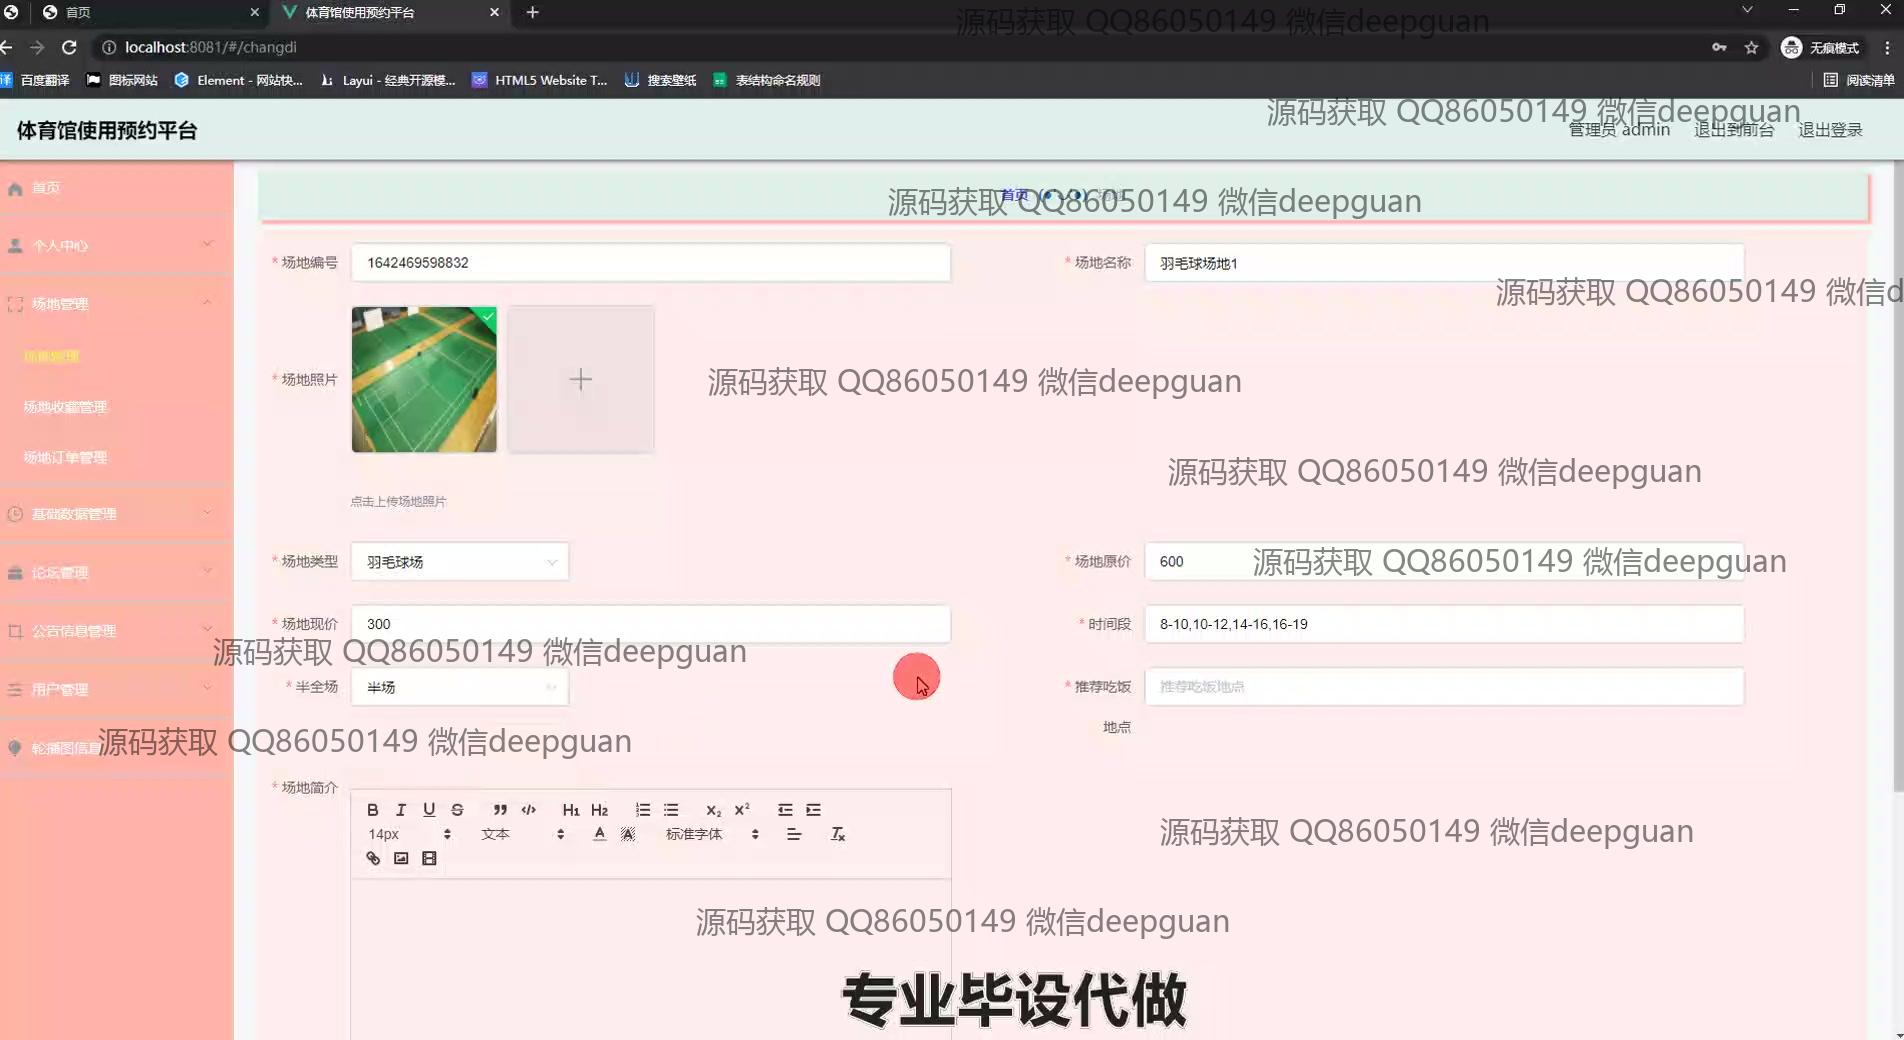 首页
体育馆使用预约平台
localhost:8081/#/changdi
无痕模式
百度翻译
图标网站
Element - 网站快...
Layui - 经典开源模...
HTML5 Website T...
搜索壁纸
表结构命名规则
阅读清单
源码获取 QQ86050149 微信deepguan
源码获取 QQ86050149 微信deepguan
体育馆使用预约平台
管理员 admin
退出到前台
退出登录
首页
源码获取 QQ86050149 微信deepguan
首页
个人中心
场地管理
场地管理
场地收藏管理
场地订单管理
基础数据管理
论坛管理
公告信息管理
用户管理
轮播图信息
* 场地编号
1642469598832
* 场地名称
羽毛球场地1
源码获取 QQ86050149 微信d
* 场地照片
源码获取 QQ86050149 微信deepguan
源码获取 QQ86050149 微信deepguan
点击上传场地照片
* 场地类型
羽毛球场
* 场地原价
600
源码获取 QQ86050149 微信deepguan
* 场地现价
300
* 时间段
8-10,10-12,14-16,16-19
源码获取 QQ86050149 微信deepguan
* 半全场
半场
* 推荐吃饭
地点
推荐吃饭地点
源码获取 QQ86050149 微信deepguan
* 场地简介
B I U S H1 H2 X2 X2
14px
文本
A A
标准字体
Tx
源码获取 QQ86050149 微信deepguan
源码获取 QQ86050149 微信deepguan
专业毕设代做